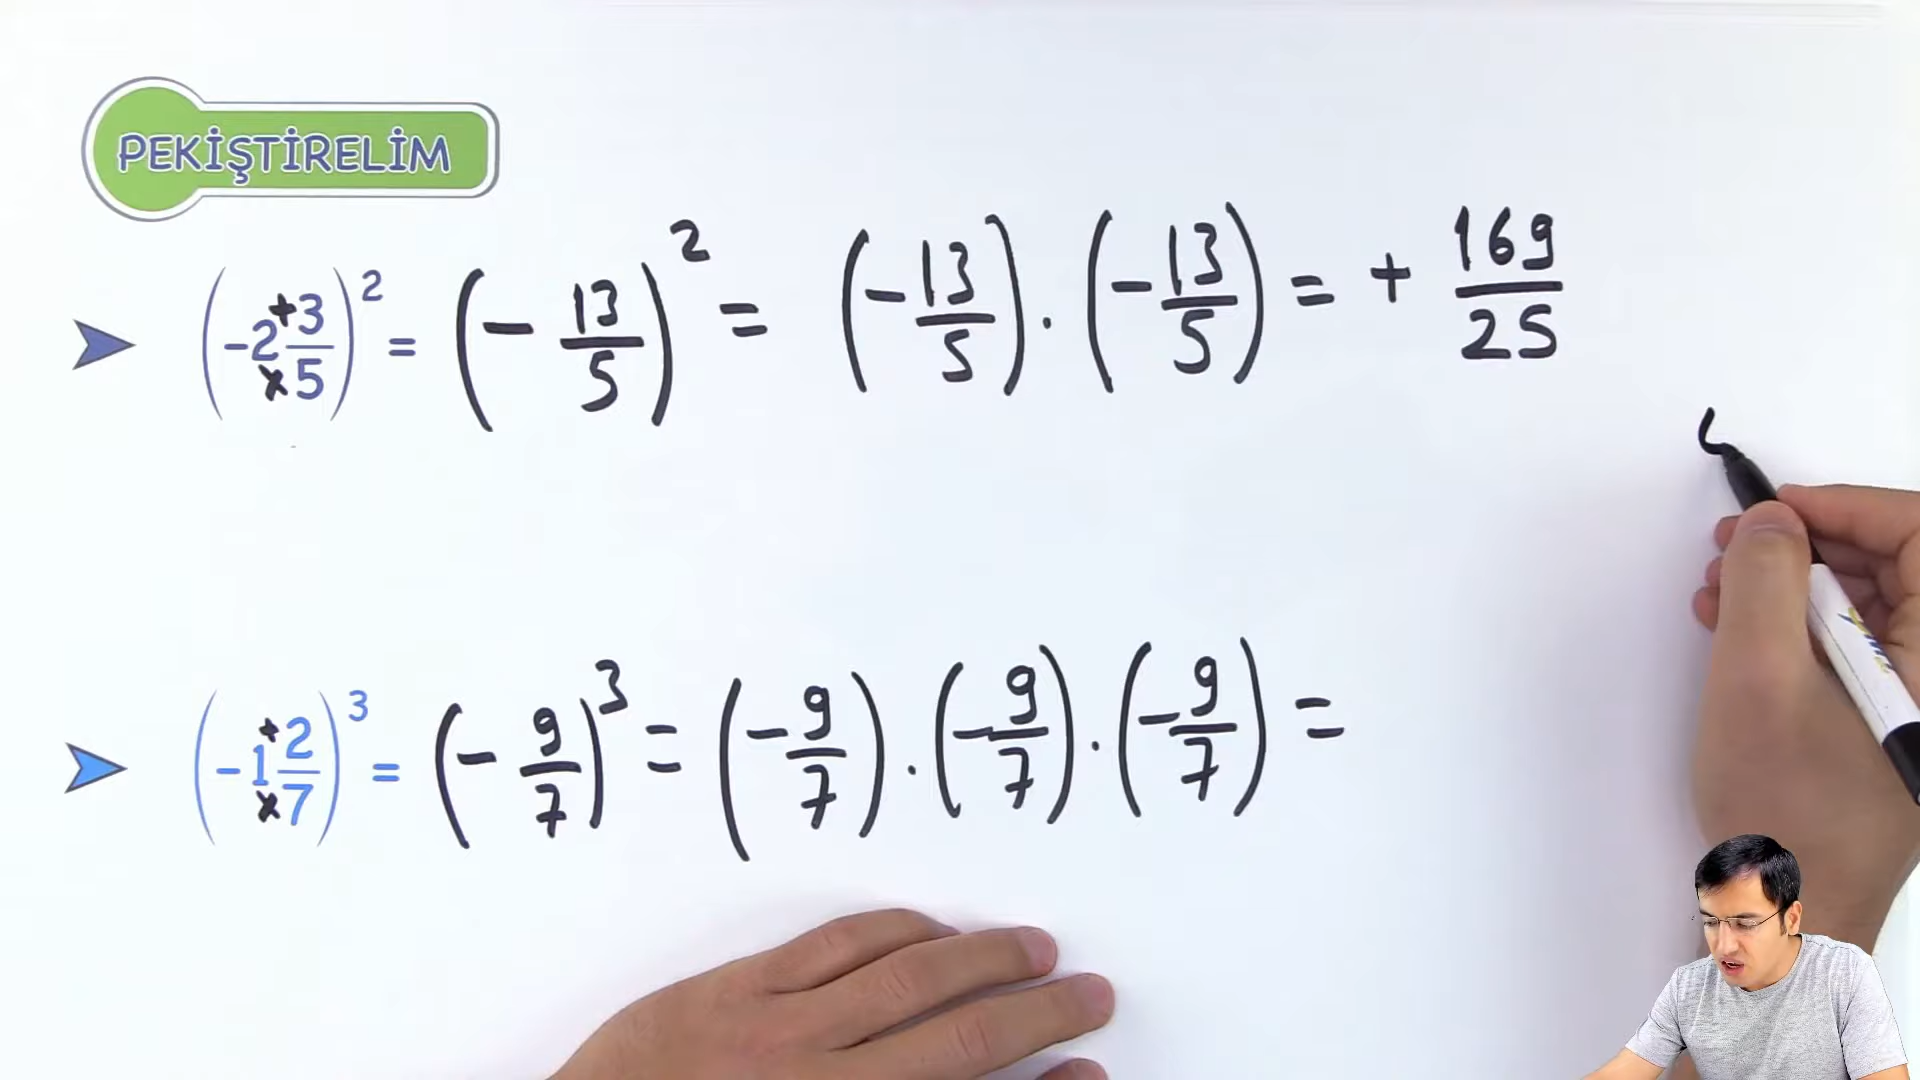 PEKİŞTİRELİM
(-2 3/5)² = (- 13/5)² = (- 13/5) · (- 13/5) = + 169/25
(-1 2/7)³ = (- 9/7)³ = (- 9/7) · (- 9/7) · (- 9/7) =